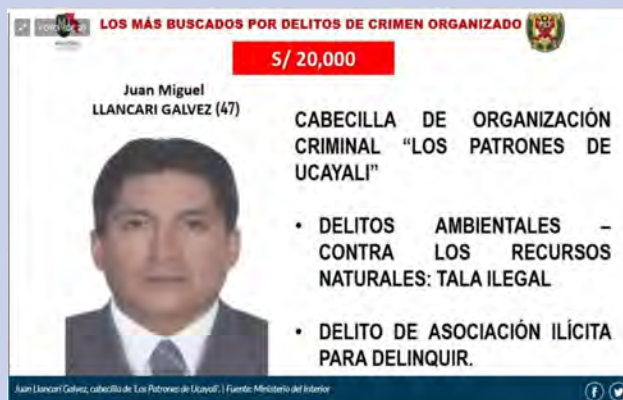 LOS MÁS BUSCADOS POR DELITOS DE CRIMEN ORGANIZADO
S/ 20,000
Juan Miguel
LLANCARI GALVEZ (47)
CABECILLA DE ORGANIZACIÓN
CRIMINAL “LOS PATRONES DE
UCAYALI”
• DELITOS AMBIENTALES –
CONTRA LOS RECURSOS
NATURALES: TALA ILEGAL
• DELITO DE ASOCIACIÓN ILÍCITA
PARA DELINQUIR.
Juan Llancari Galvez, cabecilla de 'Los Patrones de Ucayali'. | Fuente: Ministerio del Interior